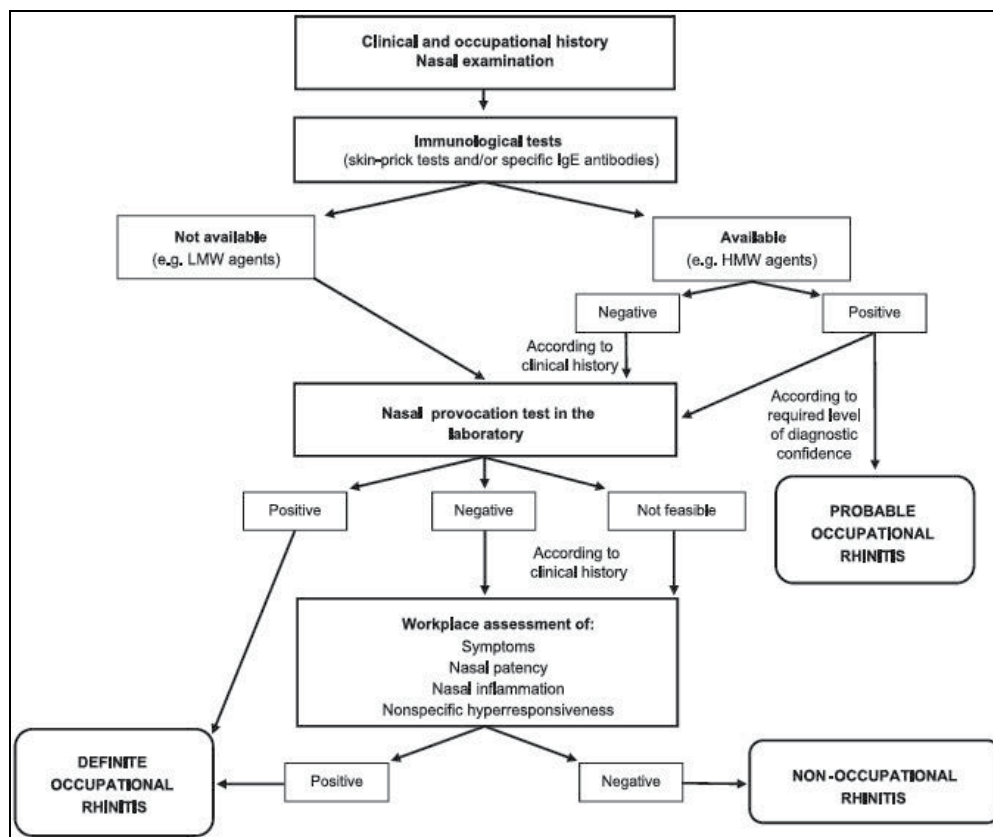 Clinical and occupational history
Nasal examination
Immunological tests
(skin-prick tests and/or specific IgE antibodies)
Not available
(e.g. LMW agents)
Available
(e.g. HMW agents)
Negative
Positive
According to
clinical history
According to
required level
of diagnostic
confidence
Nasal provocation test in the
laboratory
Positive
Negative
Not feasible
PROBABLE
OCCUPATIONAL
RHINITIS
According to
clinical history
Workplace assessment of:
Symptoms
Nasal patency
Nasal inflammation
Nonspecific hyperresponsiveness
DEFINITE
OCCUPATIONAL
RHINITIS
Positive
Negative
NON-OCCUPATIONAL
RHINITIS